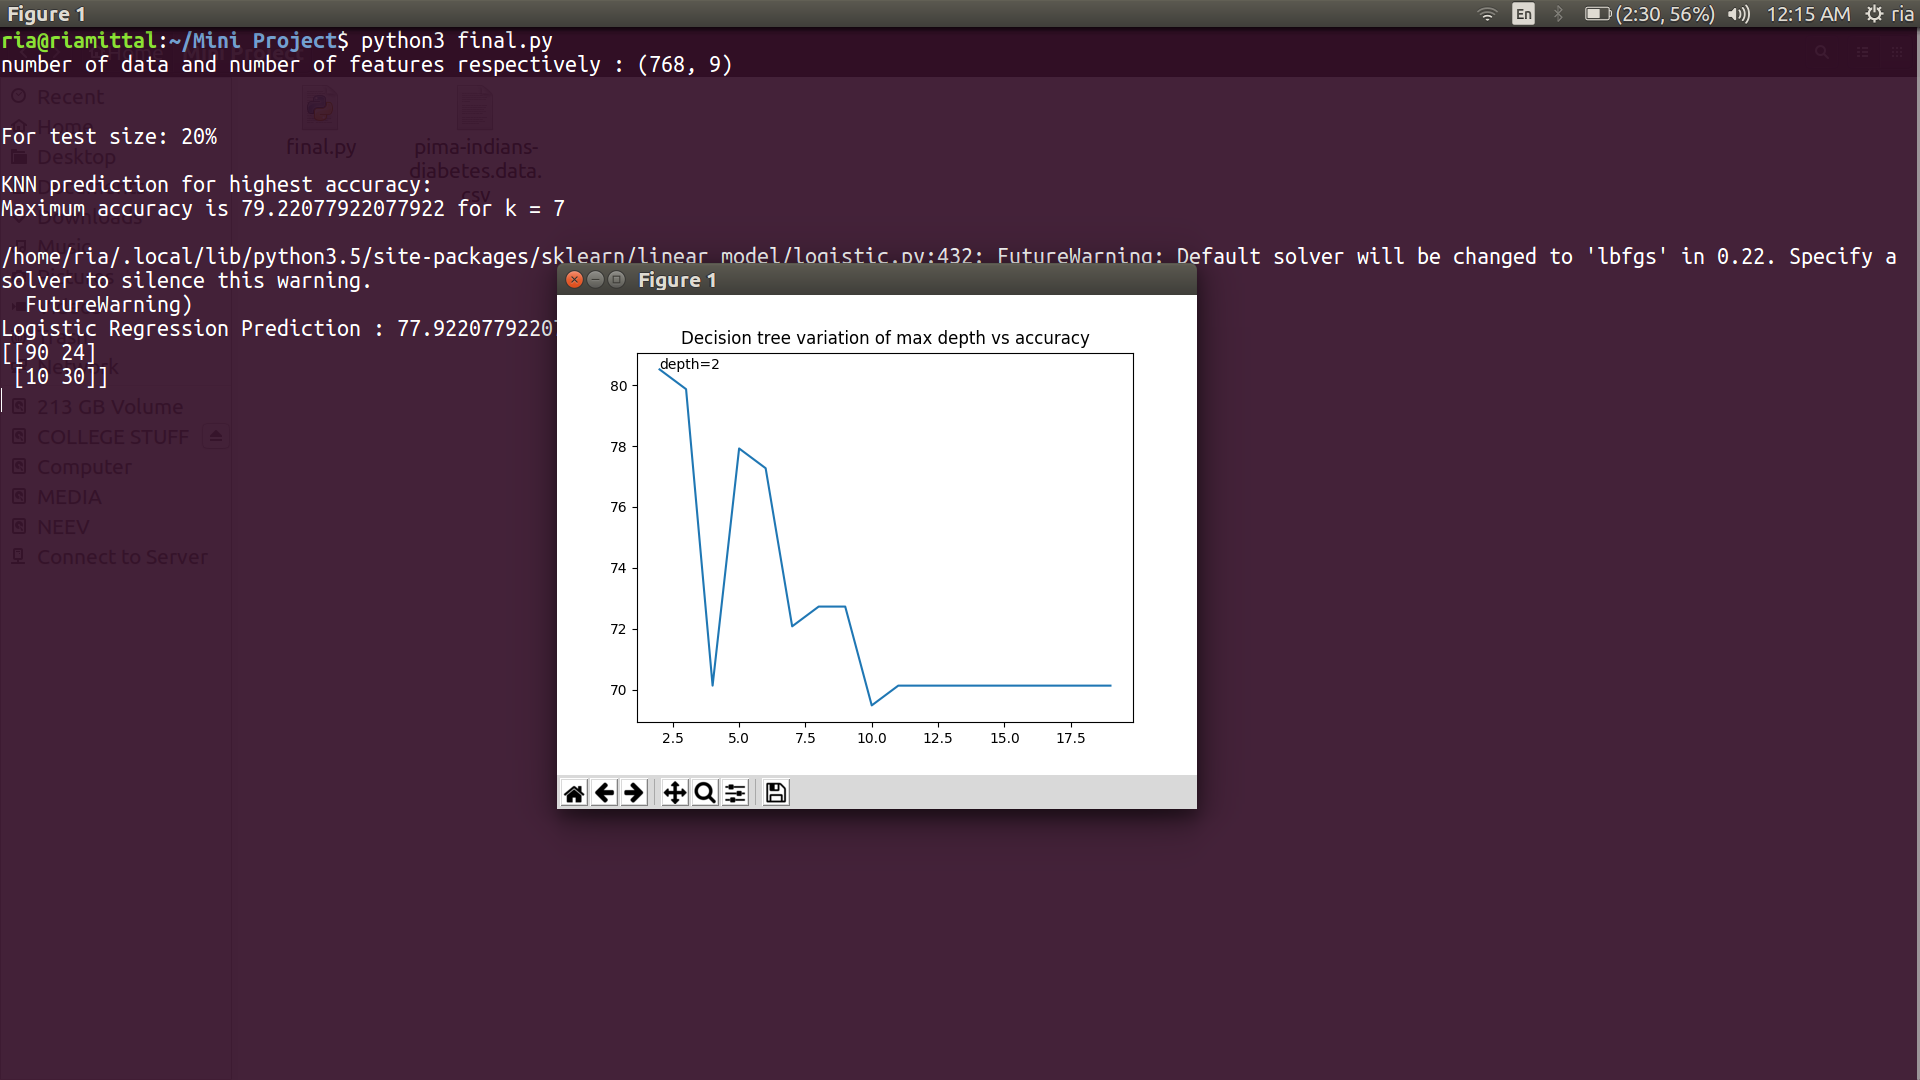 Figure 1
En
(2:30, 56%)
12:15 AM
ria
ria@riamittal:~/Mini Project$ python3 final.py
number of data and number of features respectively : (768, 9)
Recent
Home
For test size: 20%
Desktop
final.py
pima-indians-
diabetes.data.
csv
KNN prediction for highest accuracy:
Maximum accuracy is 79.22077922077922 for k = 7
Downloads
Music
/home/ria/.local/lib/python3.5/site-packages/sklearn/linear_model/logistic.py:432: FutureWarning: Default solver will be changed to 'lbfgs' in 0.22. Specify a
solver to silence this warning.
FutureWarning)
Logistic Regression Prediction : 77.9220779220
[[90 24]
[10 30]]
213 GB Volume
COLLEGE STUFF
Computer
MEDIA
NEEV
Connect to Server
Figure 1
Decision tree variation of max depth vs accuracy
depth=2
80
78
76
74
72
70
2.5 5.0 7.5 10.0 12.5 15.0 17.5